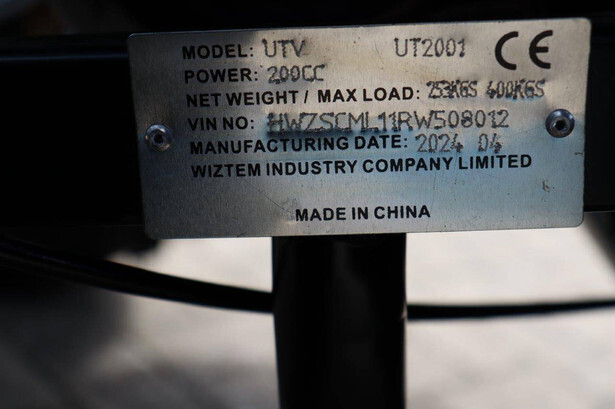 MODEL: UTV UT2001 CE
POWER: 200CC
NET WEIGHT / MAX LOAD: 253KGS 400KGS
VIN NO: HWZSCML11RW508012
MANUFACTURING DATE: 2024 04
WIZTEM INDUSTRY COMPANY LIMITED
MADE IN CHINA